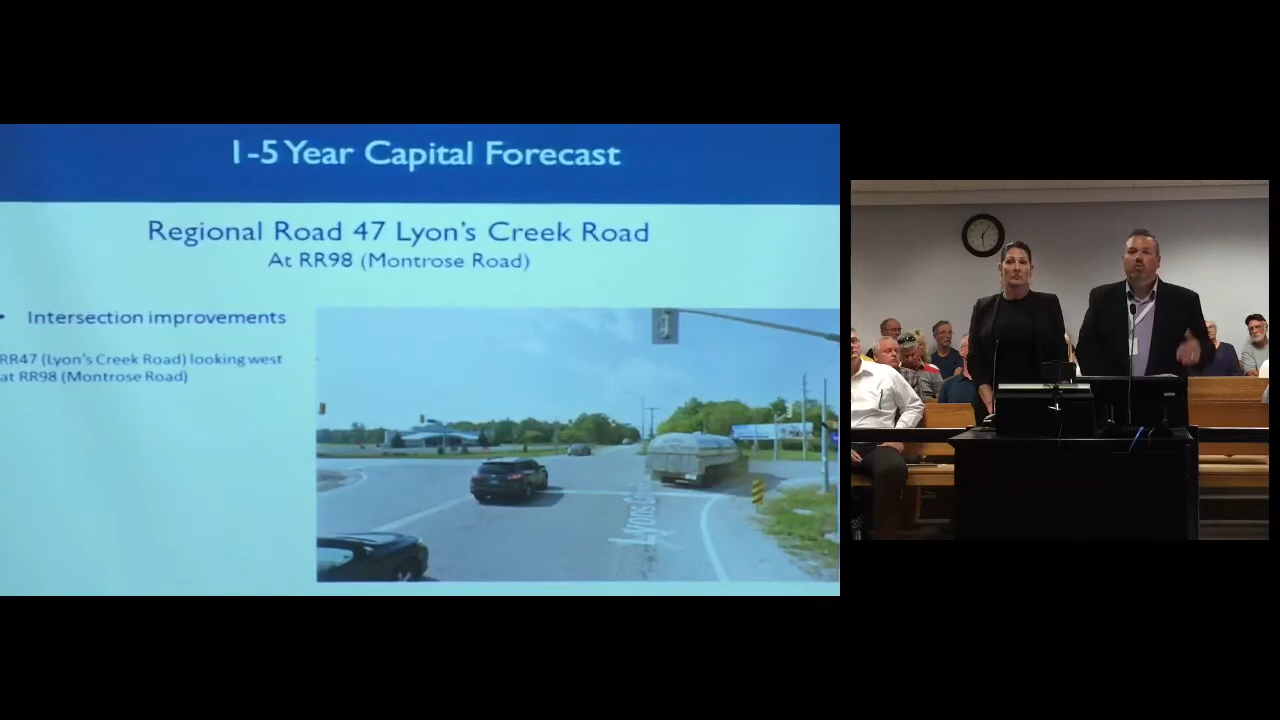 1-5 Year Capital Forecast
Regional Road 47 Lyon's Creek Road
At RR98 (Montrose Road)
• Intersection improvements
RR47 (Lyon's Creek Road) looking west
at RR98 (Montrose Road)
Lyons